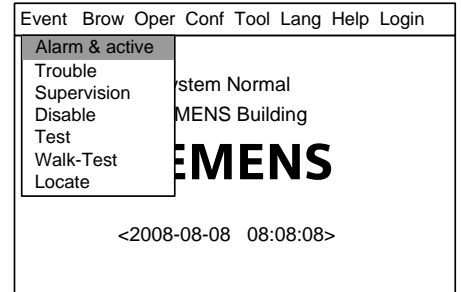 Event Brow Oper Conf Tool Lang Help Login
Alarm & active
Trouble
Supervision
Disable
Test
Walk-Test
Locate
ystem Normal
MENS Building
EMENS
<2008-08-08 08:08:08>